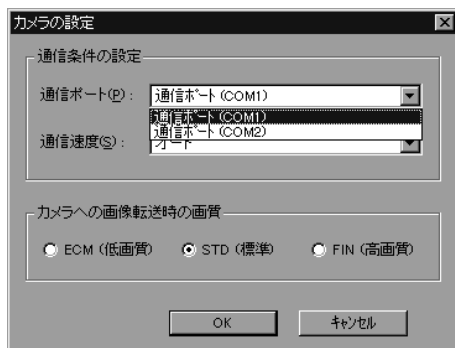 カメラの設定
通信条件の設定
通信ポート(P)： 通信ﾎﾟｰﾄ(COM1)
通信ﾎﾟｰﾄ(COM1)
通信ﾎﾟｰﾄ(COM2)
通信速度(S)： オート
カメラへの画像転送時の画質
ECM (低画質) STD (標準) FIN (高画質)
OK ｷｬﾝｾﾙ